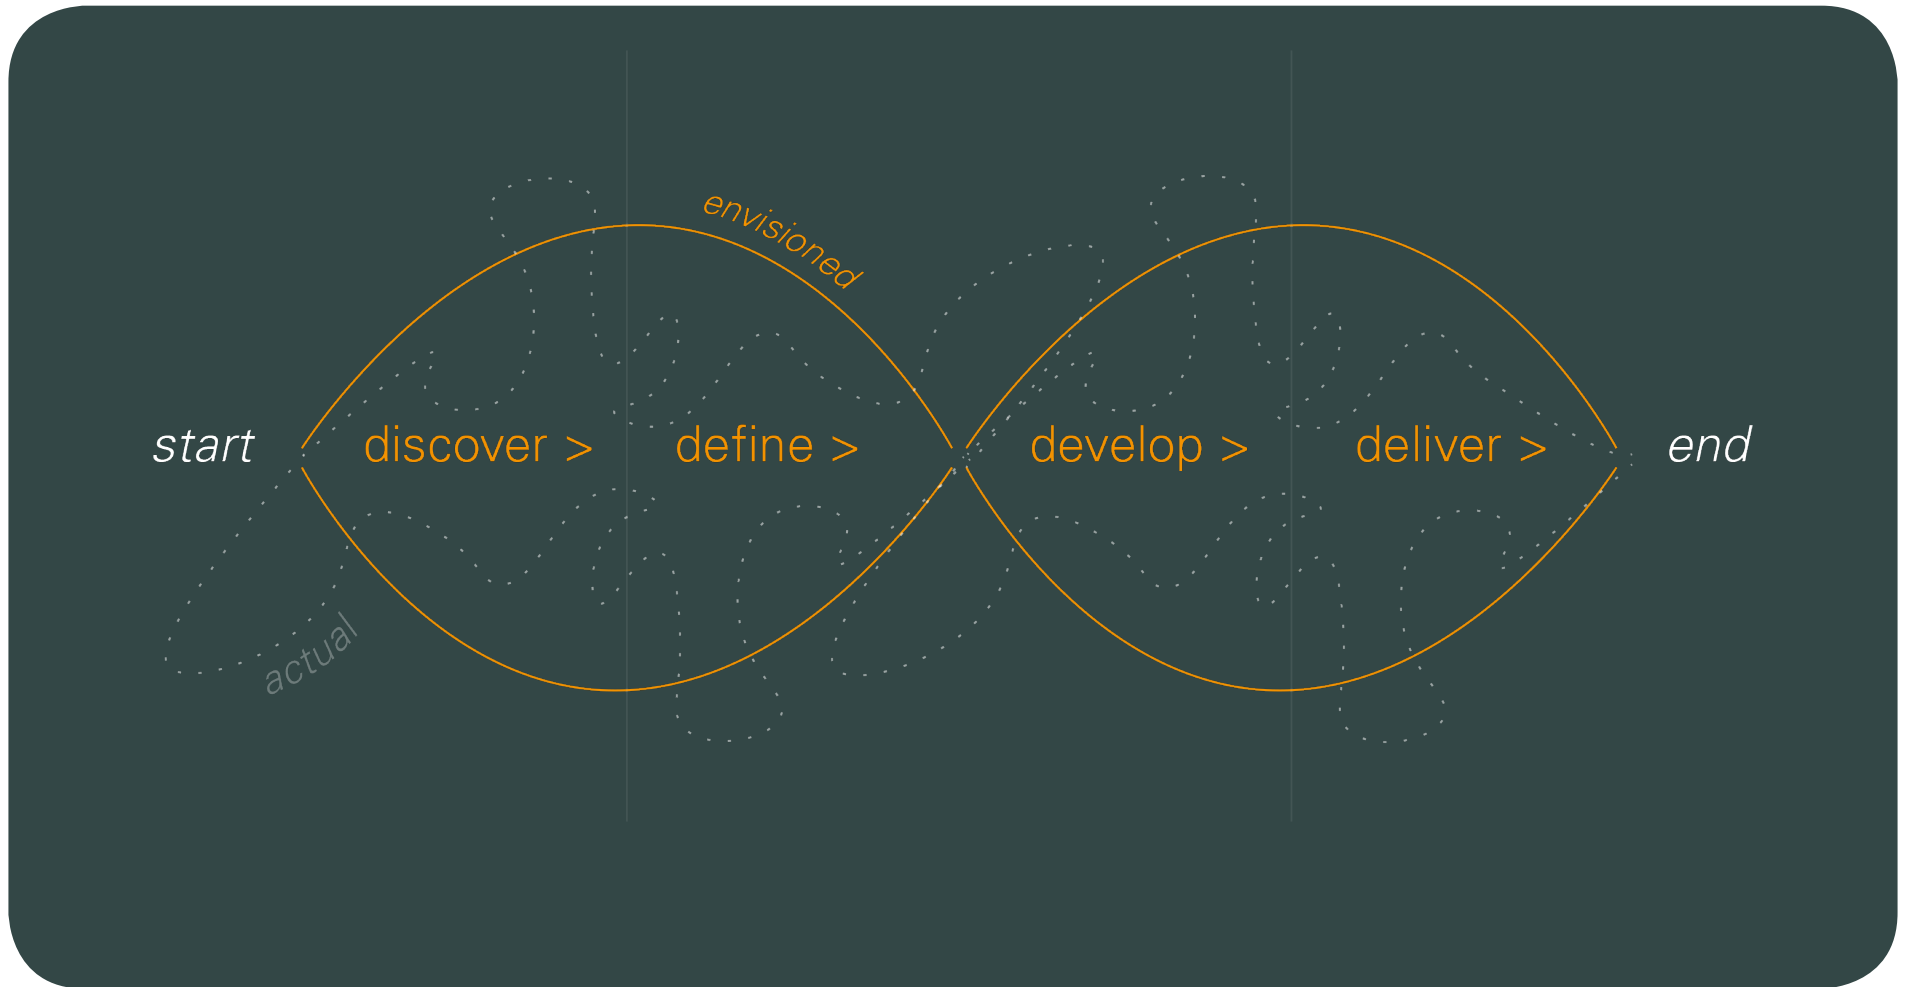 envisioned
start
discover >
define >
develop >
deliver >
end
actual